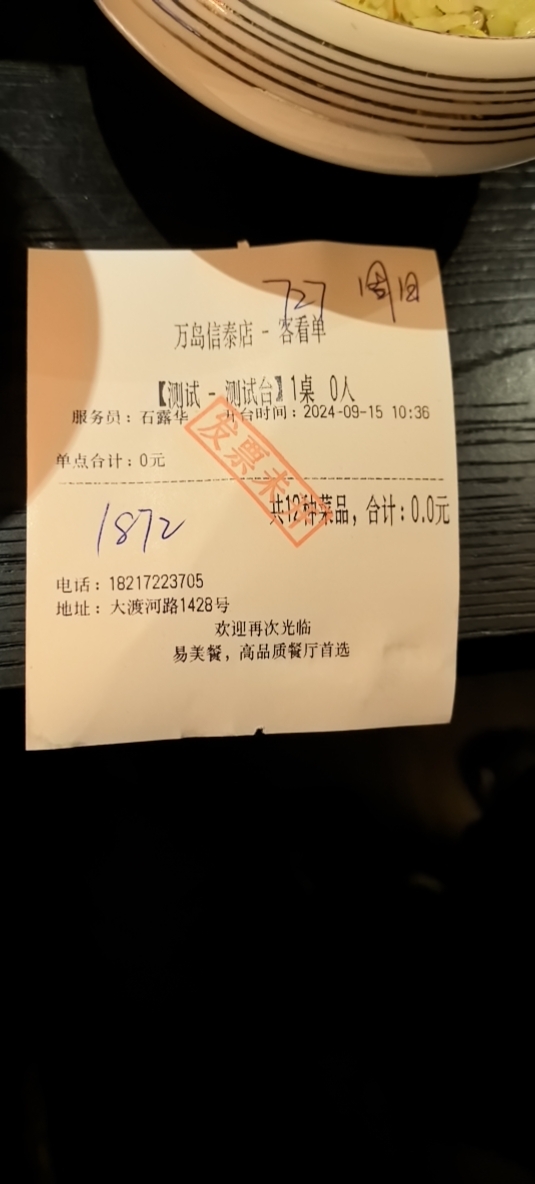 727 周日
万岛信泰店 - 客看单
【测试 - 测试台】1桌 0人
服务员：石露华 开台时间：2024-09-15 10:36
单点合计：0元
发票未开
共12种菜品，合计：0.0元
1872
电话：18217223705
地址：大渡河路1428号
欢迎再次光临
易美餐，高品质餐厅首选